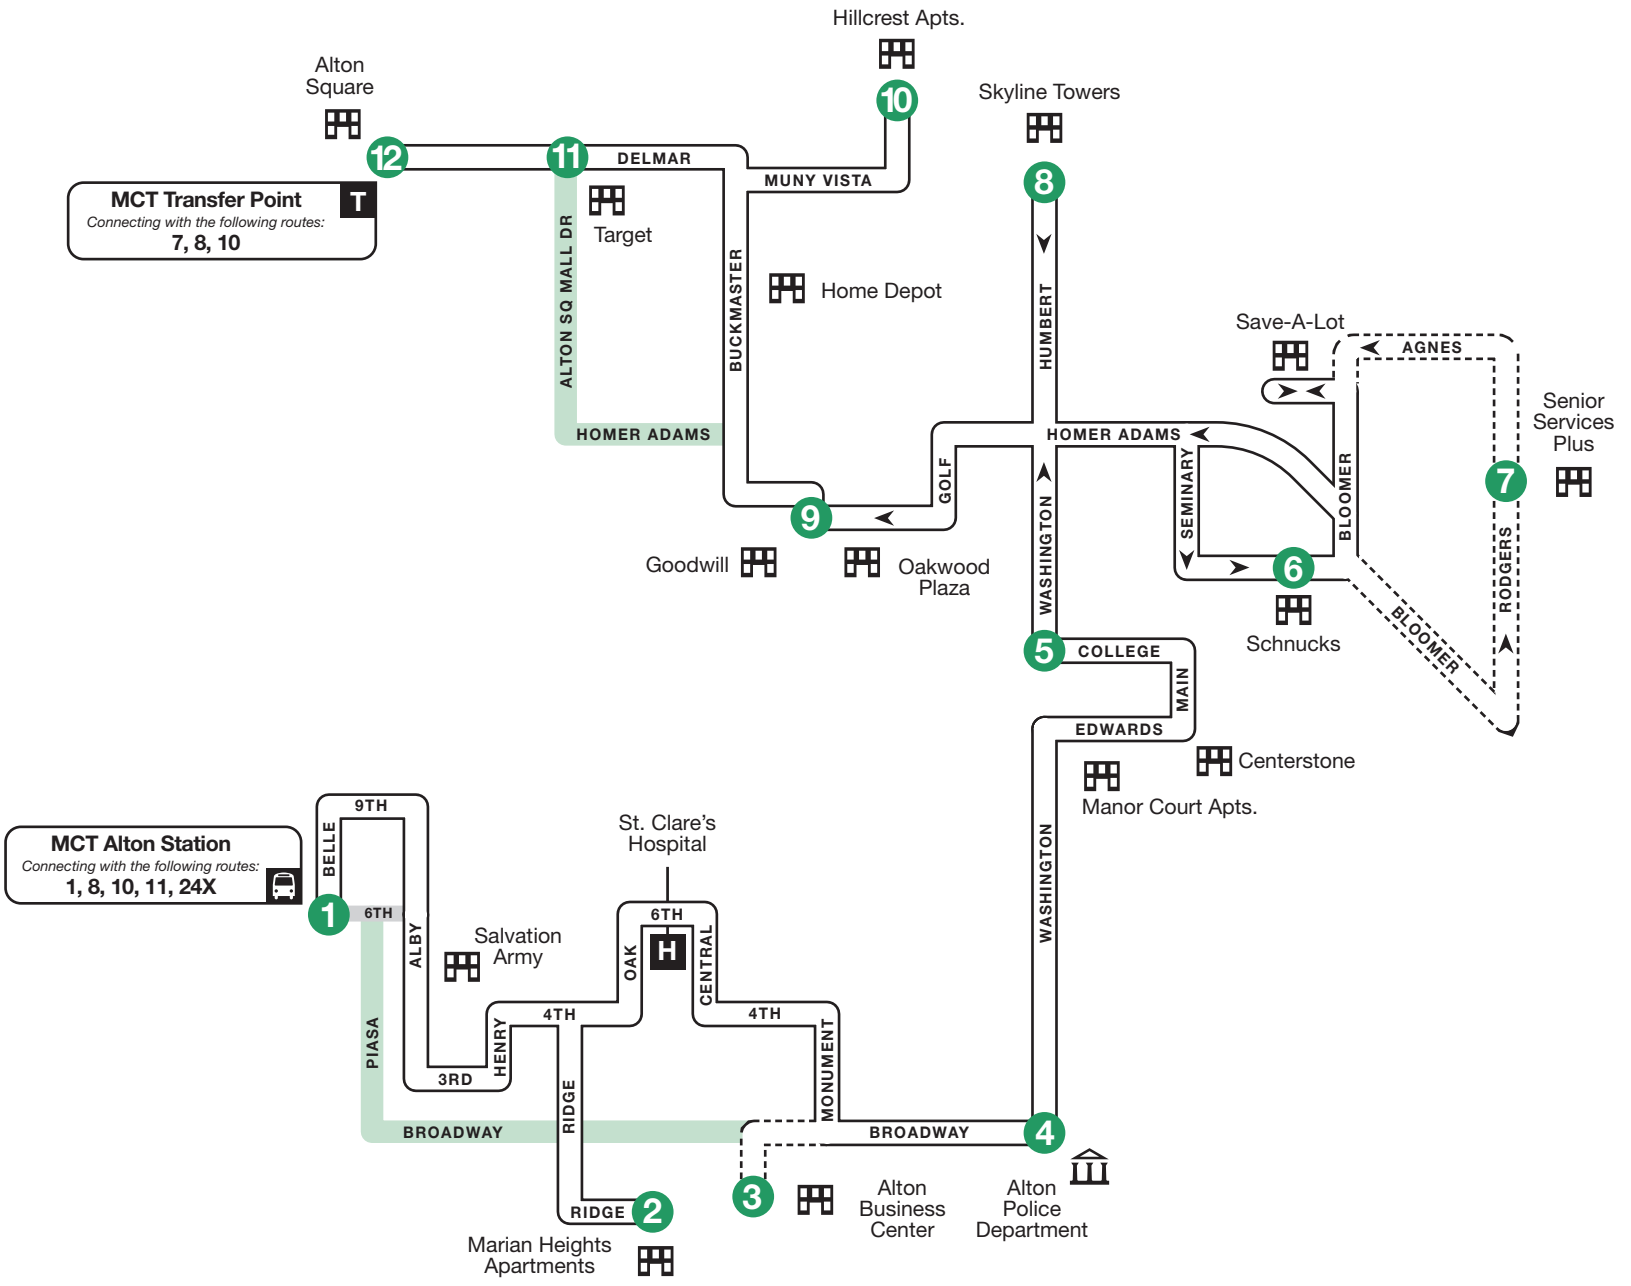 Hillcrest Apts.
10
Alton
Square
Skyline Towers
12
11
DELMAR
MUNY VISTA
8
MCT Transfer Point
T
Connecting with the following routes:
7, 8, 10
Target
ALTON SQ MALL DR
BUCKMASTER
Home Depot
HUMBERT
Save-A-Lot
AGNES
Senior
Services
Plus
HOMER ADAMS
HOMER ADAMS
GOLF
SEMINARY
BLOOMER
7
9
WASHINGTON
RODGERS
Goodwill
Oakwood
Plaza
6
Schnucks
BLOOMER
5
COLLEGE
MAIN
EDWARDS
Centerstone
Manor Court Apts.
9TH
BELLE
MCT Alton Station
Connecting with the following routes:
1, 8, 10, 11, 24X
St. Clare's
Hospital
WASHINGTON
1
6TH
ALBY
Salvation
Army
6TH
H
OAK
CENTRAL
4TH
4TH
PIASA
HENRY
MONUMENT
3RD
RIDGE
BROADWAY
BROADWAY
4
3
RIDGE
2
Alton
Business
Center
Alton
Police
Department
Marian Heights
Apartments